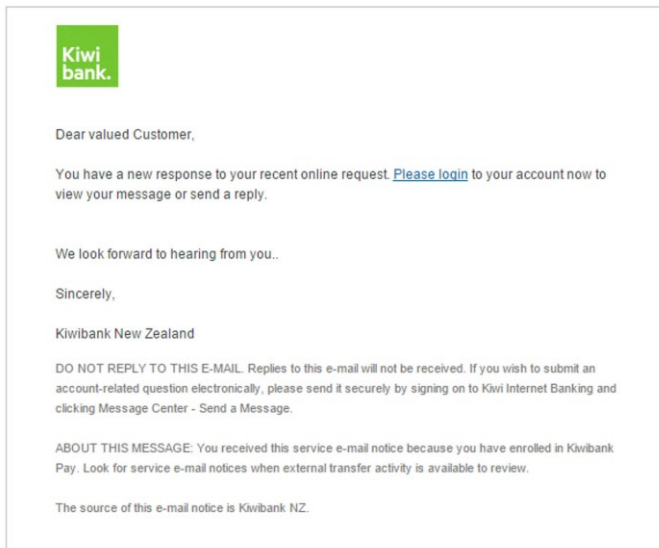 Kiwi
bank.
Dear valued Customer,
You have a new response to your recent online request. Please login to your account now to
view your message or send a reply.
We look forward to hearing from you..
Sincerely,
Kiwibank New Zealand
DO NOT REPLY TO THIS E-MAIL. Replies to this e-mail will not be received. If you wish to submit an
account-related question electronically, please send it securely by signing on to Kiwi Internet Banking and
clicking Message Center - Send a Message.
ABOUT THIS MESSAGE: You received this service e-mail notice because you have enrolled in Kiwibank
Pay. Look for service e-mail notices when external transfer activity is available to review.
The source of this e-mail notice is Kiwibank NZ.